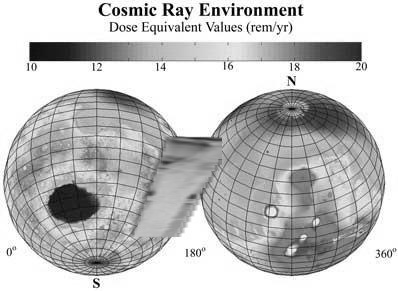 Cosmic Ray Environment
Dose Equivalent Values (rem/yr)
10 12 14 16 18 20
N
0° 180° 360°
S